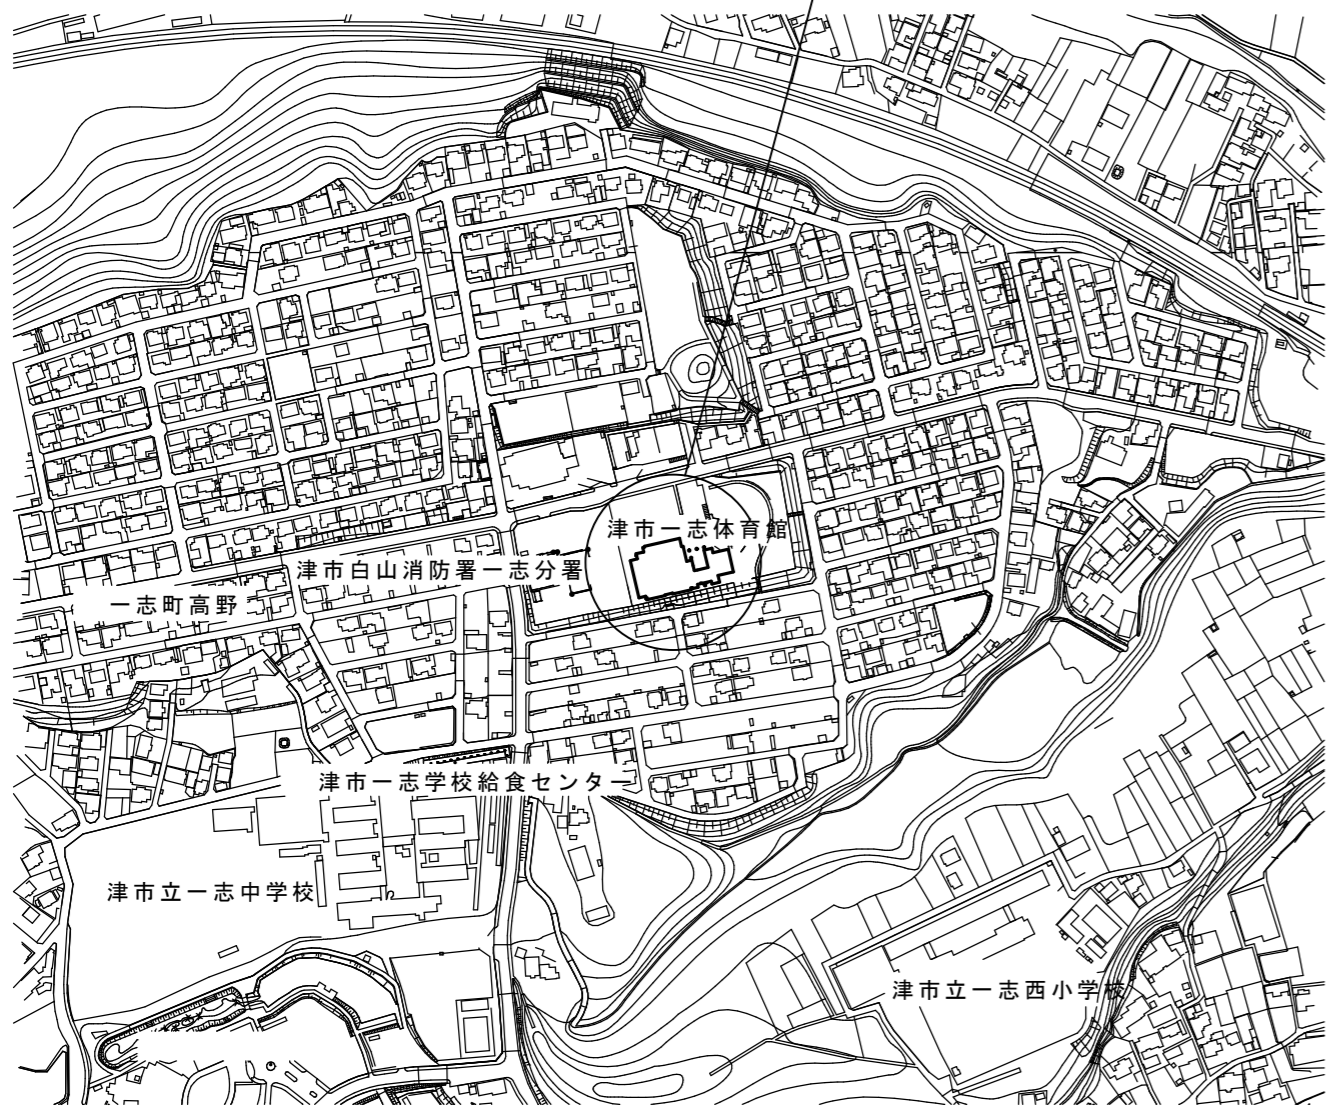 津市一志体育館
津市白山消防署一志分署
一志町高野
津市一志学校給食センター
津市立一志中学校
津市立一志西小学校